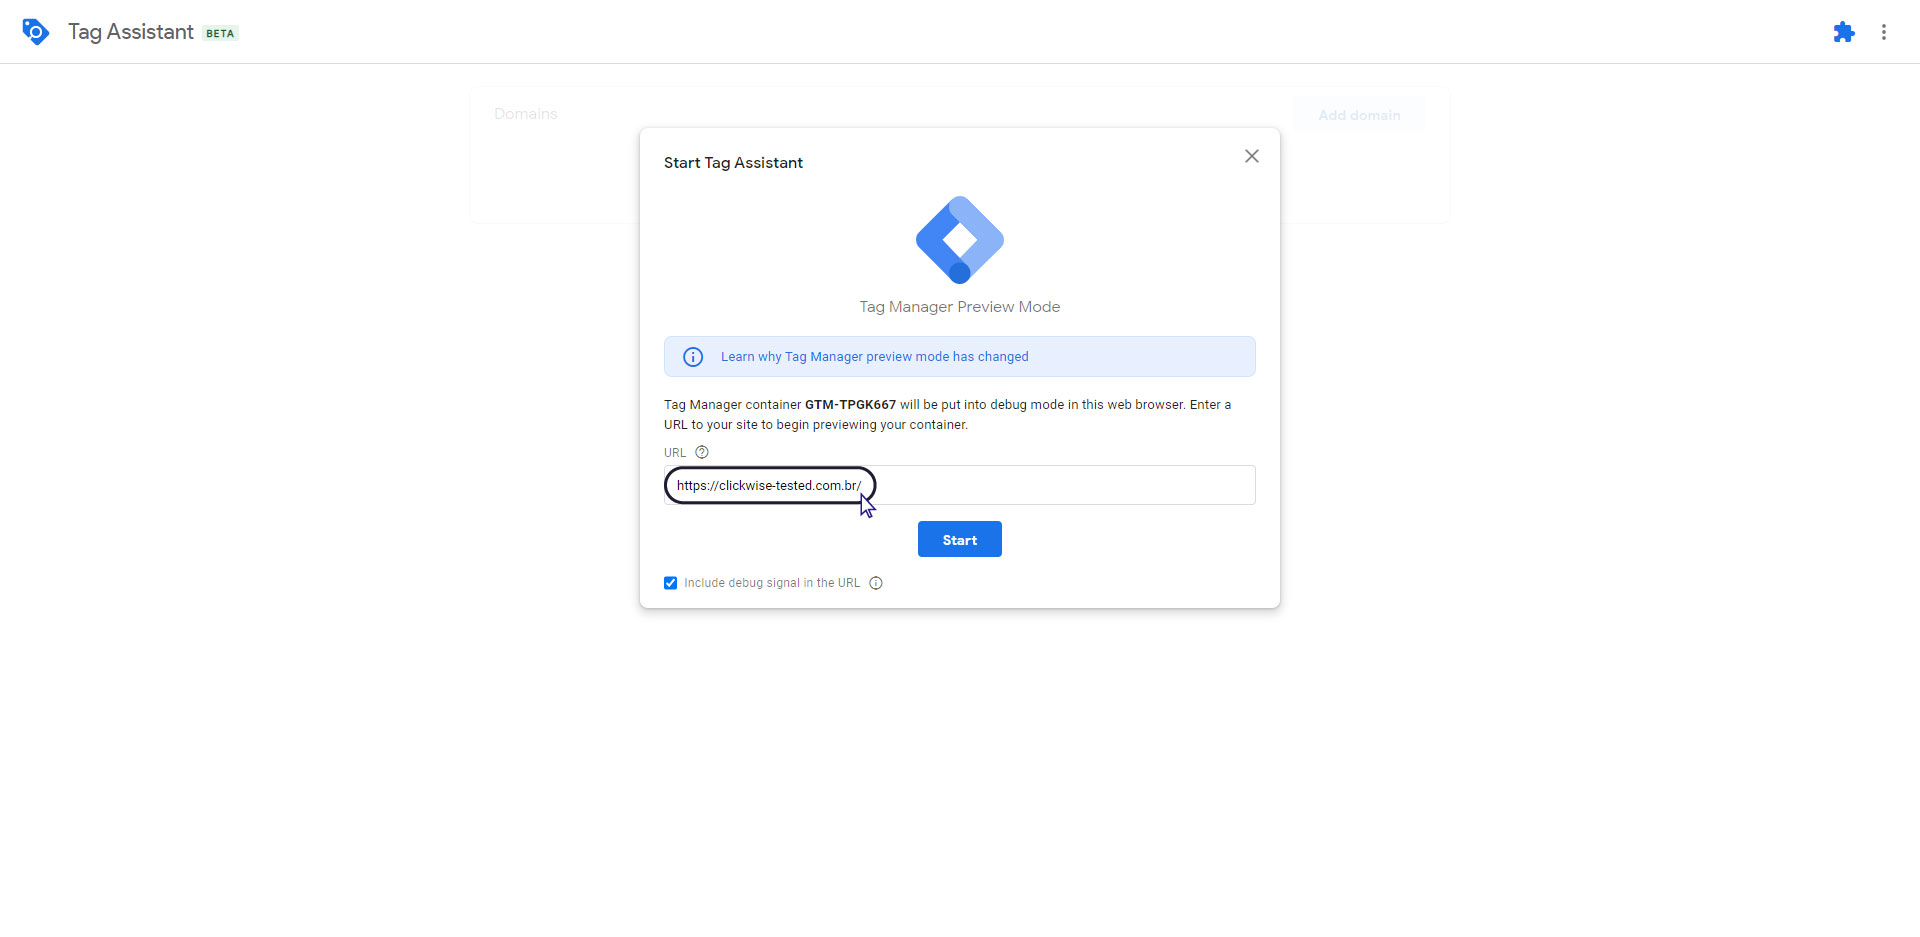 Tag Assistant BETA
Domains
Add domain
Start Tag Assistant
Tag Manager Preview Mode
Learn why Tag Manager preview mode has changed
Tag Manager container GTM-TPGK667 will be put into debug mode in this web browser. Enter a
URL to your site to begin previewing your container.
URL
https://clickwise-tested.com.br/
Start
Include debug signal in the URL